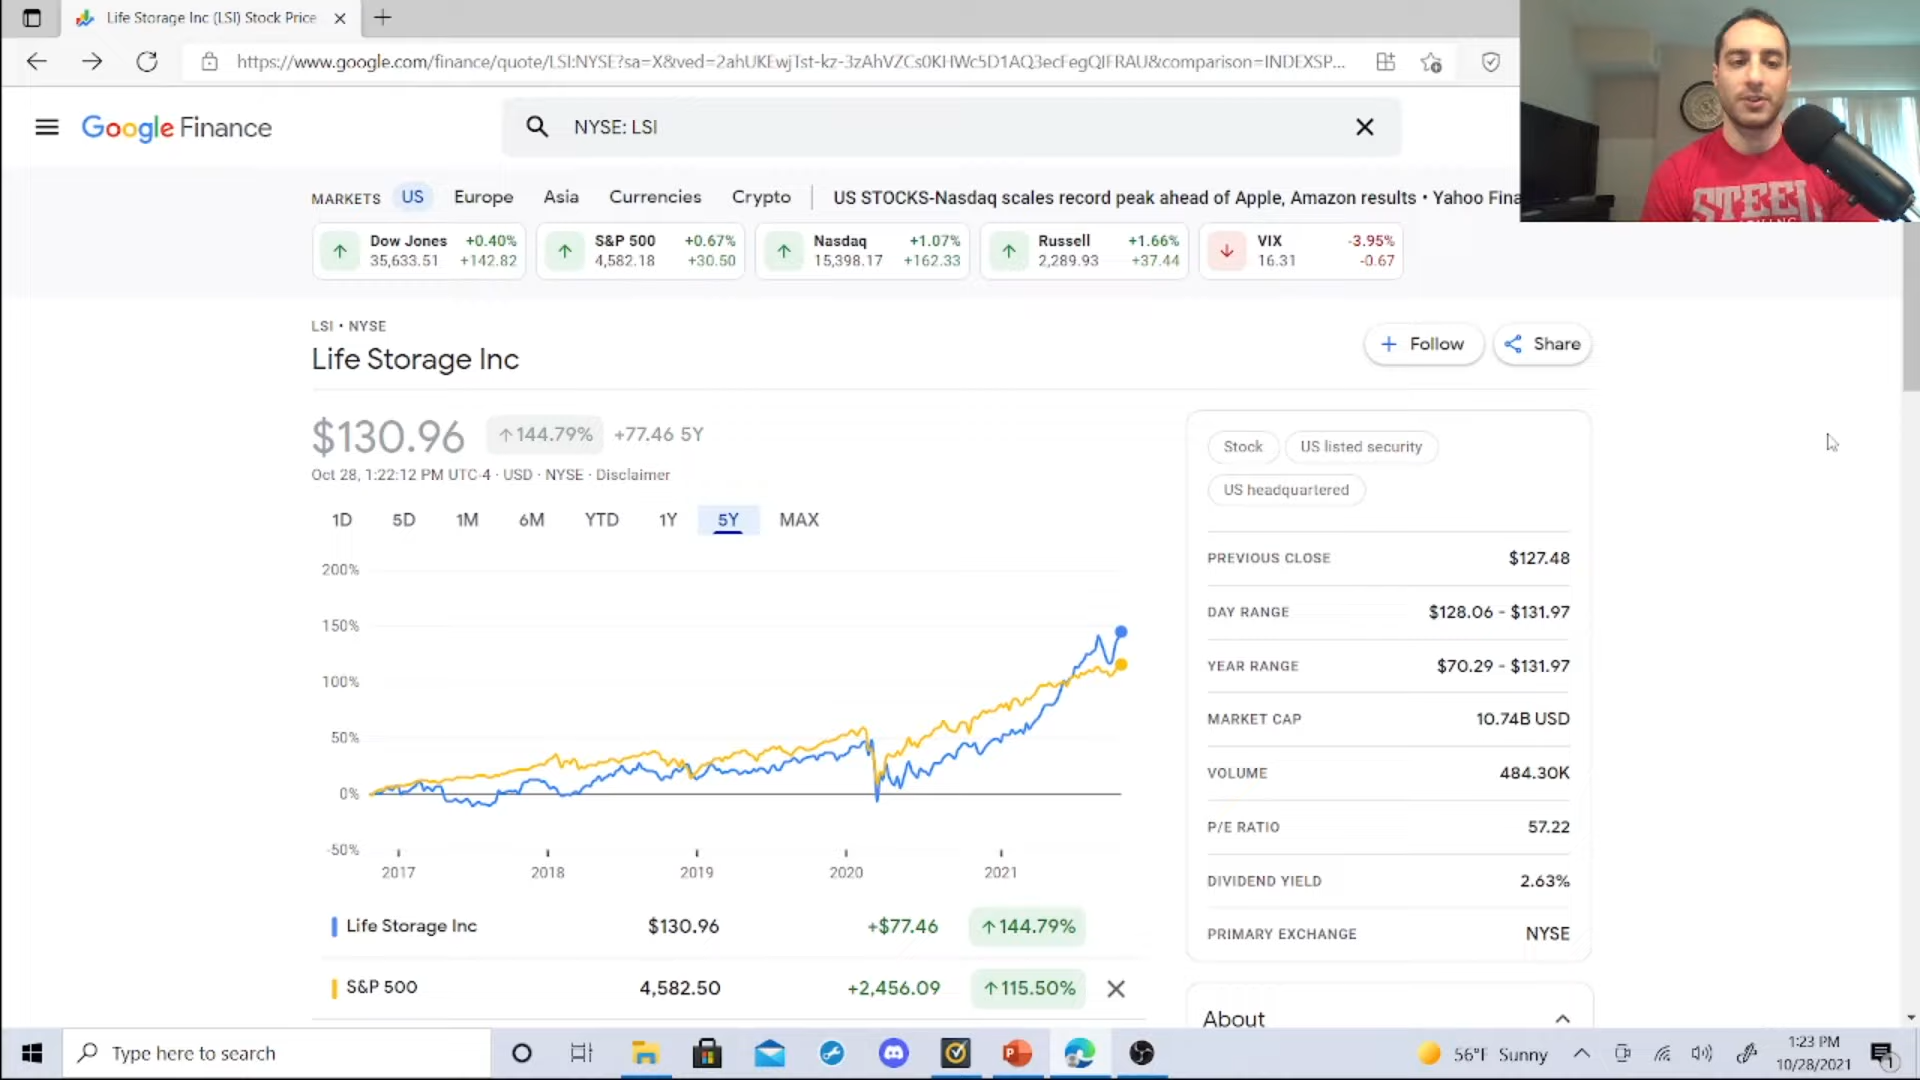 Life Storage Inc (LSI) Stock Price
https://www.google.com/finance/quote/LSI:NYSE?sa=X&ved=2ahUKEwjTst-kz-3zAhVZCs0KHWc5D1AQ3ecFegQIFRAU&comparison=INDEXSP...
Google Finance
NYSE: LSI
MARKETS US Europe Asia Currencies Crypto US STOCKS-Nasdaq scales record peak ahead of Apple, Amazon results • Yahoo Fina
Dow Jones +0.40% S&P 500 +0.67% Nasdaq +1.07% Russell +1.66% VIX -3.95%
35,633.51 +142.82 4,582.18 +30.50 15,398.17 +162.33 2,289.93 +37.44 16.31 -0.67
STEEL
LSI • NYSE
Life Storage Inc
Follow Share
$130.96 ↑144.79% +77.46 5Y
Oct 28, 1:22:12 PM UTC-4 · USD · NYSE · Disclaimer
1D 5D 1M 6M YTD 1Y 5Y MAX
200%
150%
100%
50%
0%
-50%
2017 2018 2019 2020 2021
Life Storage Inc $130.96 +$77.46 ↑144.79%
S&P 500 4,582.50 +2,456.09 ↑115.50%
Stock US listed security
US headquartered
PREVIOUS CLOSE $127.48
DAY RANGE $128.06 - $131.97
YEAR RANGE $70.29 - $131.97
MARKET CAP 10.74B USD
VOLUME 484.30K
P/E RATIO 57.22
DIVIDEND YIELD 2.63%
PRIMARY EXCHANGE NYSE
About
Type here to search
56°F Sunny
1:23 PM
10/28/2021
1